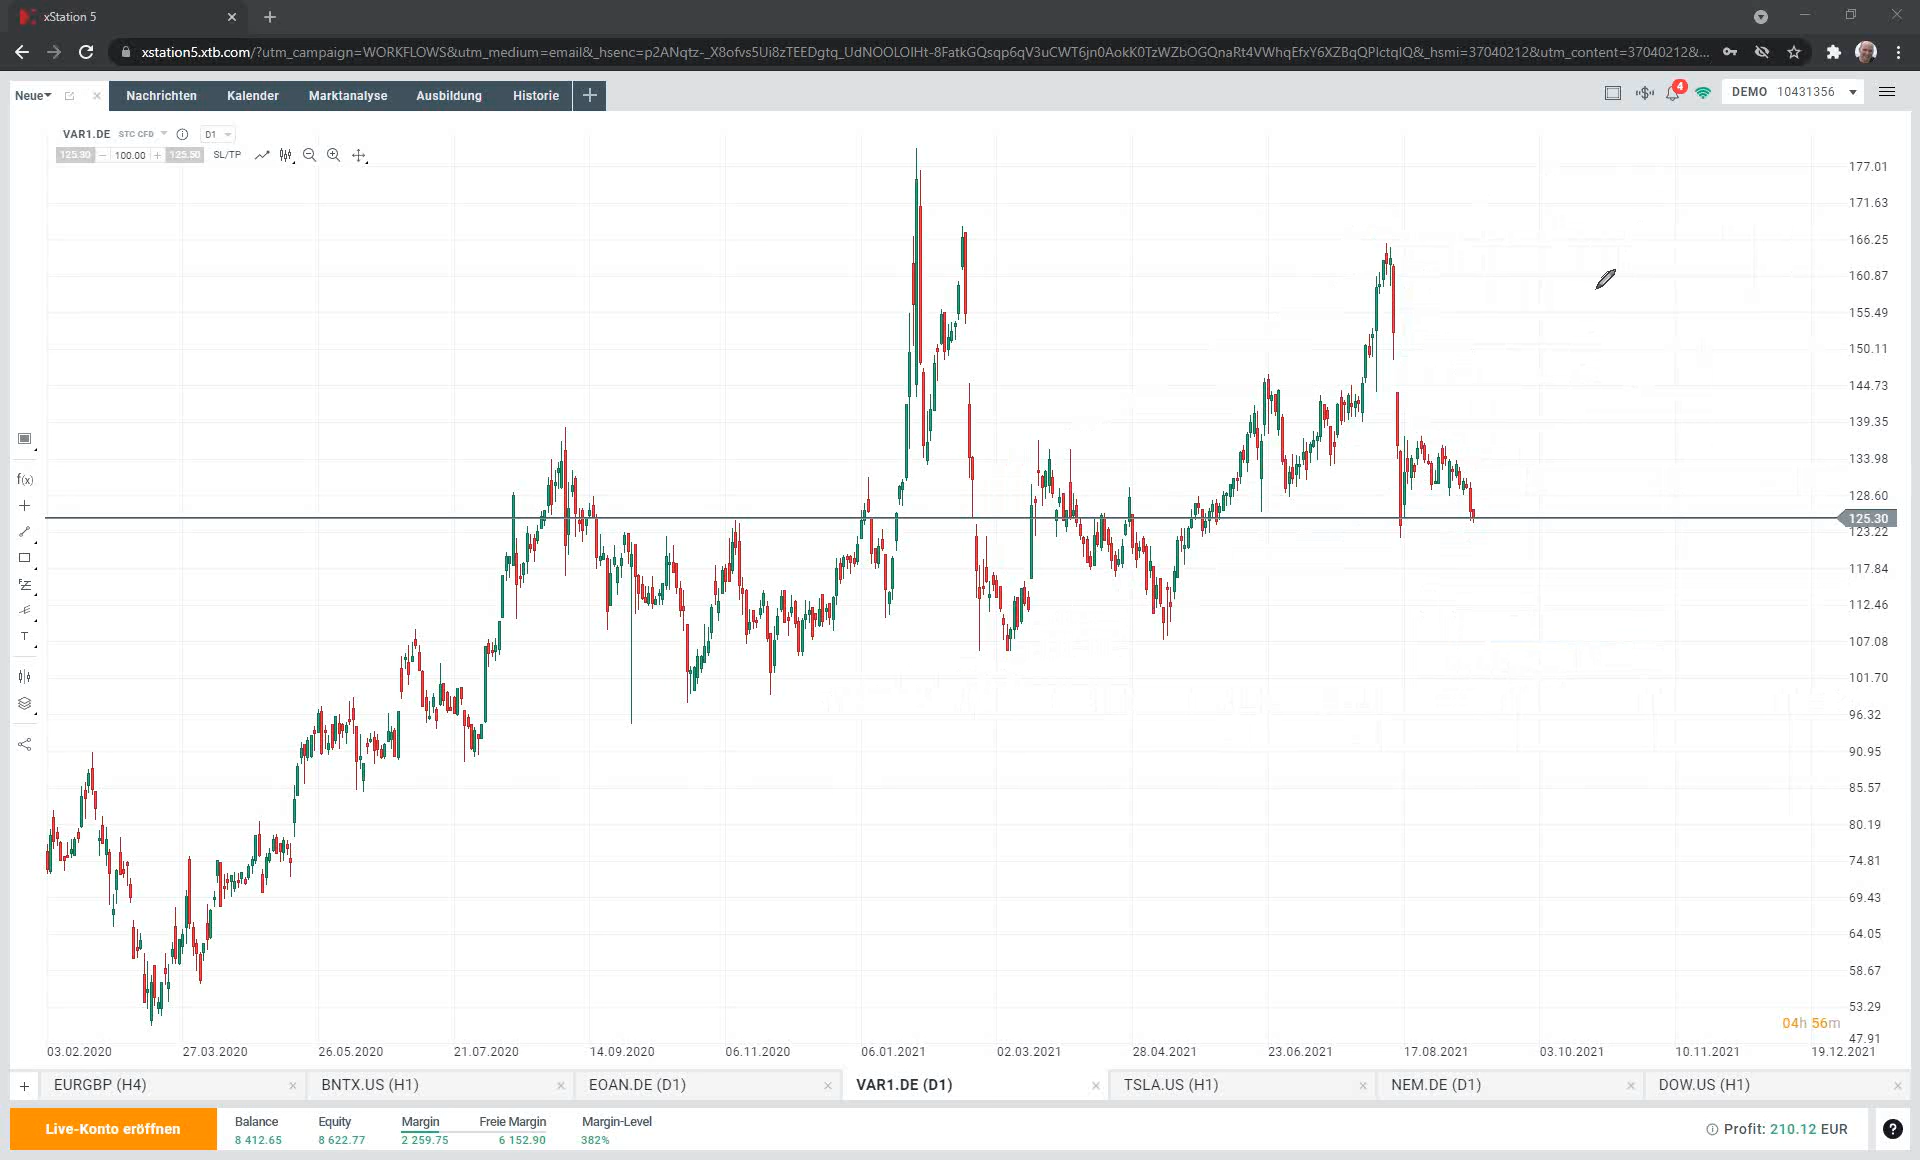 xStation 5
xstation5.xtb.com/?utm_campaign=WORKFLOWS&utm_medium=email&_hsenc=p2ANqtz-_X8ofvs5Ui8zTEEDgtq_UdNOOLOIHt-8FatkGQsqp6qV3uCWT6jn0AokK0TzWZbOGQnaRt4VWhqEfxY6XZBqQPlctqIQ&_hsmi=37040212&utm_content=37040212&...
Neue Nachrichten Kalender Marktanalyse Ausbildung Historie
4 DEMO 10431356
VAR1.DE STC CFD D1
125.30 100.00 125.50 SL/TP
177.01
171.63
166.25
160.87
155.49
150.11
144.73
139.35
133.98
128.60
125.30
123.22
117.84
112.46
107.08
101.70
96.32
90.95
85.57
80.19
74.81
69.43
64.05
58.67
53.29
47.91
f(x)
T
04h 56m
03.02.2020 27.03.2020 26.05.2020 21.07.2020 14.09.2020 06.11.2020 06.01.2021 02.03.2021 28.04.2021 23.06.2021 17.08.2021 03.10.2021 10.11.2021 19.12.2021
EURGBP (H4) BNTX.US (H1) EOAN.DE (D1) VAR1.DE (D1) TSLA.US (H1) NEM.DE (D1) DOW.US (H1)
Live-Konto eröffnen
Balance Equity Margin Freie Margin Margin-Level
8 412.65 8 622.77 2 259.75 6 152.90 382%
Profit: 210.12 EUR